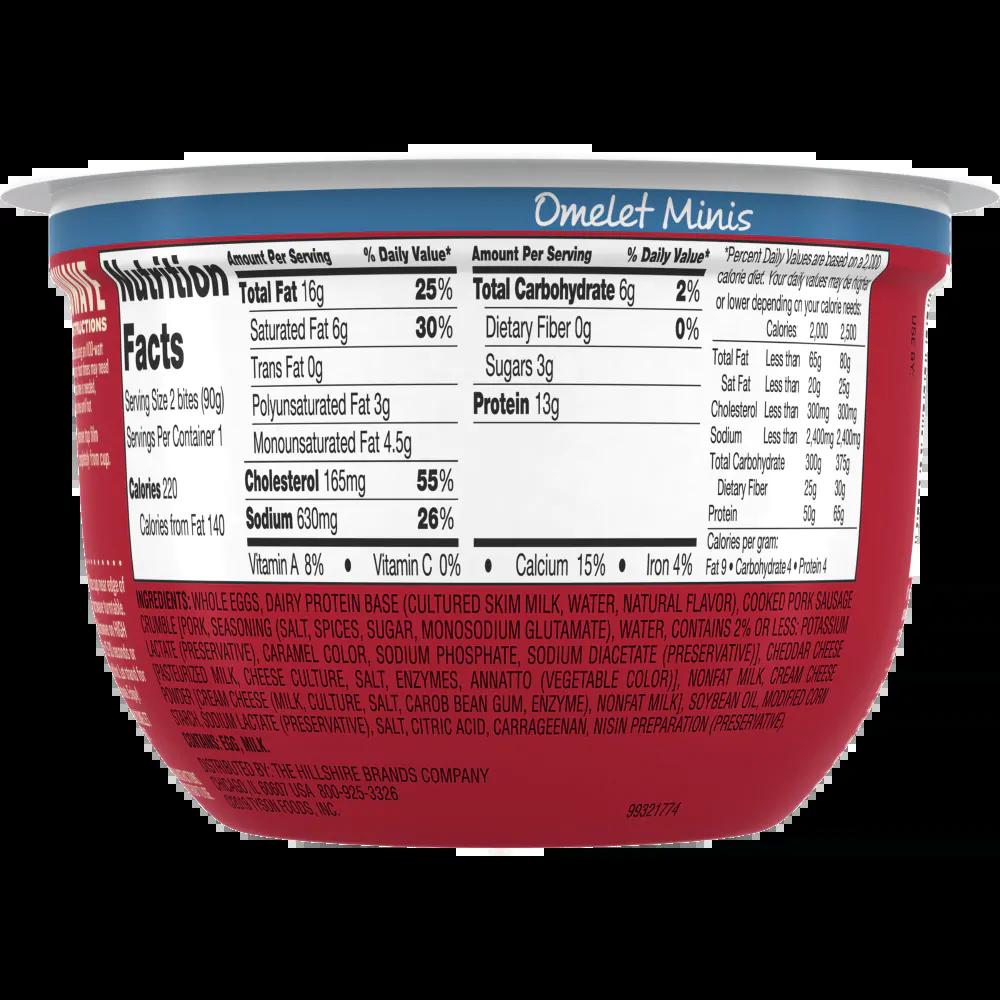 Omelet Minis
Nutrition
Facts
Serving Size 2 bites (90g)
Servings Per Container 1
Calories 220
Calories from Fat 140
Amount Per Serving % Daily Value*
Total Fat 16g 25%
Saturated Fat 6g 30%
Trans Fat 0g
Polyunsaturated Fat 3g
Monounsaturated Fat 4.5g
Cholesterol 165mg 55%
Sodium 630mg 26%
Amount Per Serving % Daily Value*
Total Carbohydrate 6g 2%
Dietary Fiber 0g 0%
Sugars 3g
Protein 13g
Vitamin A 8% • Vitamin C 0% • Calcium 15% • Iron 4%
*Percent Daily Values are based on a 2,000
calorie diet. Your daily values may be higher
or lower depending on your calorie needs:
Calories 2,000 2,500
Total Fat Less than 65g 80g
Sat Fat Less than 20g 25g
Cholesterol Less than 300mg 300mg
Sodium Less than 2,400mg 2,400mg
Total Carbohydrate 300g 375g
Dietary Fiber 25g 30g
Protein 50g 65g
Calories per gram:
Fat 9 • Carbohydrate 4 • Protein 4
INGREDIENTS: WHOLE EGGS, DAIRY PROTEIN BASE (CULTURED SKIM MILK, WATER, NATURAL FLAVOR), COOKED PORK SAUSAGE
CRUMBLE [PORK, SEASONING (SALT, SPICES, SUGAR, MONOSODIUM GLUTAMATE), WATER, CONTAINS 2% OR LESS: POTASSIUM
LACTATE (PRESERVATIVE), CARAMEL COLOR, SODIUM PHOSPHATE, SODIUM DIACETATE (PRESERVATIVE)], CHEDDAR CHEESE
[PASTEURIZED MILK, CHEESE CULTURE, SALT, ENZYMES, ANNATTO (VEGETABLE COLOR)], NONFAT MILK, CREAM CHEESE
POWDER [CREAM CHEESE (MILK, CULTURE, SALT, CAROB BEAN GUM, ENZYME), NONFAT MILK], SOYBEAN OIL, MODIFIED CORN
STARCH, SODIUM LACTATE (PRESERVATIVE), SALT, CITRIC ACID, CARRAGEENAN, NISIN PREPARATION (PRESERVATIVE).
CONTAINS: EGG, MILK.
DISTRIBUTED BY: THE HILLSHIRE BRANDS COMPANY
CHICAGO, IL 60607 USA 800-925-3326
©2019 TYSON FOODS, INC.
99321774
USE BY